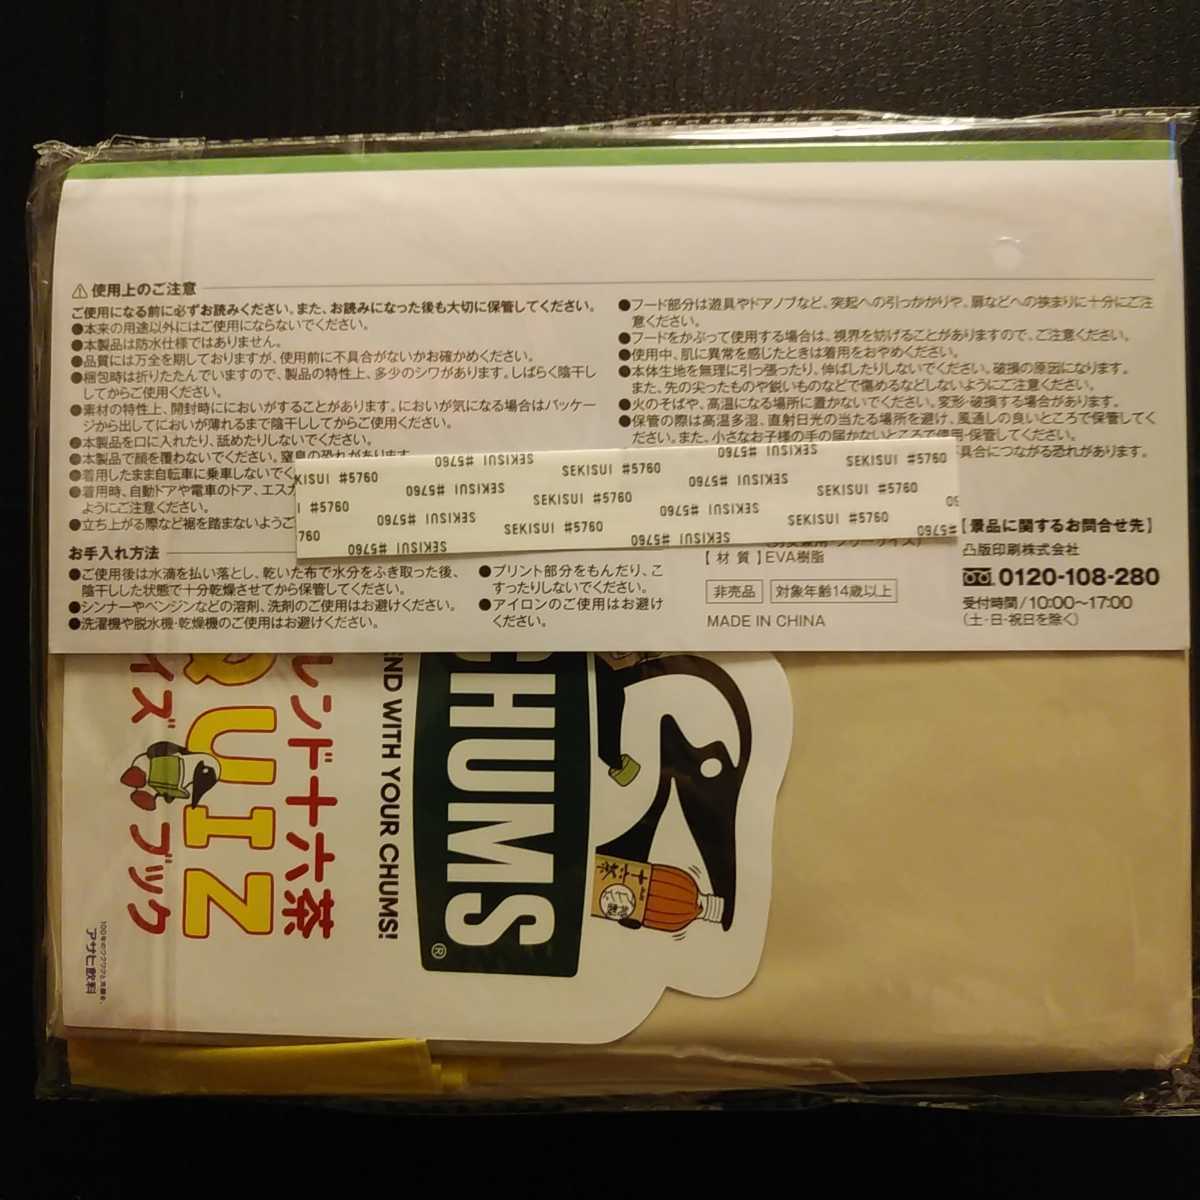 ⚠使用上のご注意
ご使用になる前に必ずお読みください。また、お読みになった後も大切に保管してください。
●本来の用途以外にはご使用にならないでください。
●本製品は防水仕様ではありません。
●品質には万全を期しておりますが、使用前に不具合がないかお確かめください。
●梱包時は折りたたんでいますので、製品の特性上、多少のシワがあります。しばらく陰干し
してからご使用ください。
●素材の特性上、開封時ににおいがすることがあります。においが気になる場合はパッケー
ジから出してにおいが薄れるまで陰干ししてからご使用ください。
●本製品を口に入れたり、舐めたりしないでください。
●本製品で顔を覆わないでください。窒息の恐れがあります。
●着用したまま自転車に乗車しないでく
●着用時、自動ドアや電車のドア、エスカ
ようにご注意ください。
●立ち上がる際など裾を踏まないようご
●フード部分は遊具やドアノブなど、突起への引っかかりや、扉などへの挟まりに十分にご注
意ください。
●フードをかぶって使用する場合は、視界を妨げることがありますので、ご注意ください。
●使用中、肌に異常を感じたときは着用をおやめください。
●本体生地を無理に引っ張ったり、伸ばしたりしないでください。破損の原因になります。
また、先の尖ったものや鋭いものなどで傷めるなどしないようにご注意ください。
●火のそばや、高温になる場所に置かないでください。変形・破損する場合があります。
●保管の際は高温多湿、直射日光の当たる場所を避け、風通しの良いところで保管してく
ださい。また、小さなお子様の手の届かないところで使用・保管してください。
具合につながる恐れがあります。
SEKISUI #5760
KISUI #5760
SEKISUI #5760
SEKISUI #5760
SEKISUI #5760
SEKISUI #5760
SEKISUI #5760
SEKISUI #5760
I #5760
SEKISUI #5760
SEKISUI #5760
#5760
760
SEKISUI #5760
SEKISUI #5760
SEKISUI #5760
お手入れ方法
●ご使用後は水滴を払い落とし、乾いた布で水分をふき取った後、
陰干しした状態で十分乾燥させてから保管してください。
●シンナーやベンジンなどの溶剤、洗剤のご使用はお避けください。
●洗濯機や脱水機・乾燥機のご使用はお避けください。
●プリント部分をもんだり、こ
すったりしないでください。
●アイロンのご使用はお避け
ください。
【材質】EVA樹脂
非売品 対象年齢14歳以上
MADE IN CHINA
【景品に関するお問合せ先】
凸版印刷株式会社
0120-108-280
受付時間/10:00〜17:00
(土・日・祝日を除く)
CHUMS®
END WITH YOUR CHUMS!
レンド十六茶
QUIZ
イズブック
アサヒ飲料
十六茶